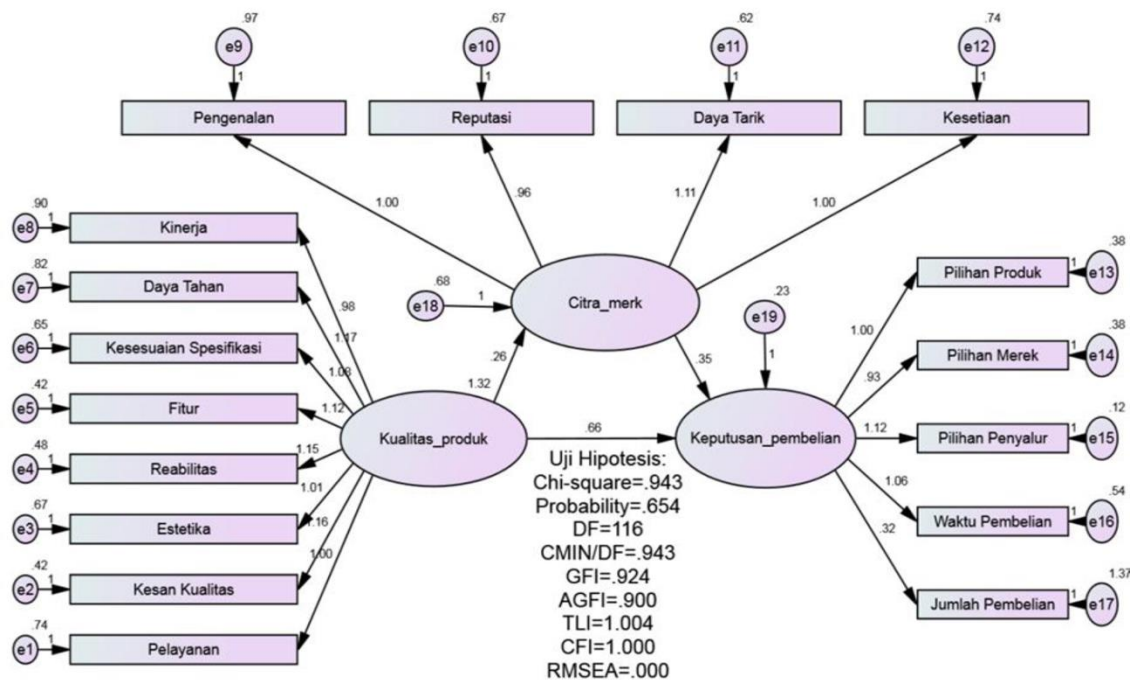 .97
e9
1
.67
e10
1
.62
e11
1
.74
e12
1
Pengenalan
Reputasi
Daya Tarik
Kesetiaan
1.00
.96
1.11
1.00
.90
e8
1
Kinerja
.82
e7
1
Daya Tahan
.65
e6
1
Kesesuaian Spesifikasi
.42
e5
1
Fitur
.48
e4
1
Reabilitas
.67
e3
1
Estetika
.42
e2
1
Kesan Kualitas
.74
e1
1
Pelayanan
.98
1.17
1.08
1.12
1.15
1.01
1.16
1.00
.68
e18
1
Citra_merk
.26
1.32
Kualitas_produk
.66
.35
.23
e19
1
Keputusan_pembelian
Uji Hipotesis:
Chi-square=.943
Probability=.654
DF=116
CMIN/DF=.943
GFI=.924
AGFI=.900
TLI=1.004
CFI=1.000
RMSEA=.000
1.00
.93
1.12
1.06
.32
Pilihan Produk
1
e13
.38
Pilihan Merek
1
e14
.38
Pilihan Penyalur
1
e15
.12
Waktu Pembelian
1
e16
.54
Jumlah Pembelian
1
e17
1.37